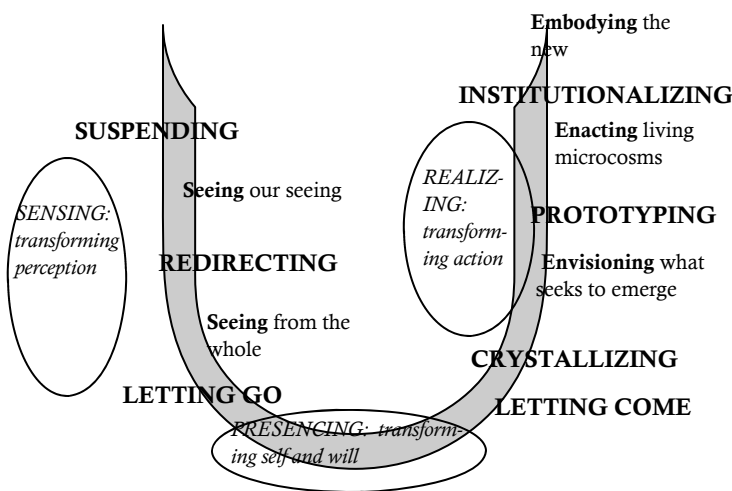 Embodying the
new
INSTITUTIONALIZING
SUSPENDING
Enacting living
microcosms
REALIZ-
ING:
transform-
ing action
Seeing our seeing
SENSING:
transforming
perception
PROTOTYPING
REDIRECTING
Envisioning what
seeks to emerge
Seeing from the
whole
CRYSTALLIZING
LETTING GO
LETTING COME
PRESENCING: transform-
ing self and will